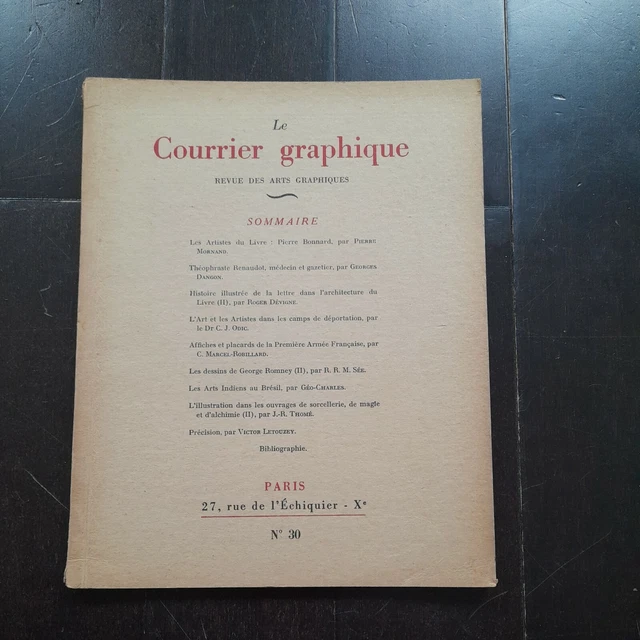 Le
Courrier graphique
REVUE DES ARTS GRAPHIQUES
SOMMAIRE
Les Artistes du Livre : Pierre Bonnard, par PIERRE
MORNAND.
Théophraste Renaudot, médecin et gazetier, par GEORGES
DANGON.
Histoire illustrée de la lettre dans l'architecture du
Livre (II), par ROGER DÉVIGNE.
L'Art et les Artistes dans les camps de déportation, par
le Dr C. J. ODIC.
Affiches et placards de la Première Armée Française, par
C. MARCEL-ROBILLARD.
Les dessins de George Romney (II), par R. R. M. SÉE.
Les Arts Indiens au Brésil, par GÉO-CHARLES.
L'illustration dans les ouvrages de sorcellerie, de magie
et d'alchimie (II), par J.-R. THOMÉ.
Précision, par VICTOR LETOUZEY.
Bibliographie.
PARIS
27, rue de l'Échiquier - Xe
N° 30